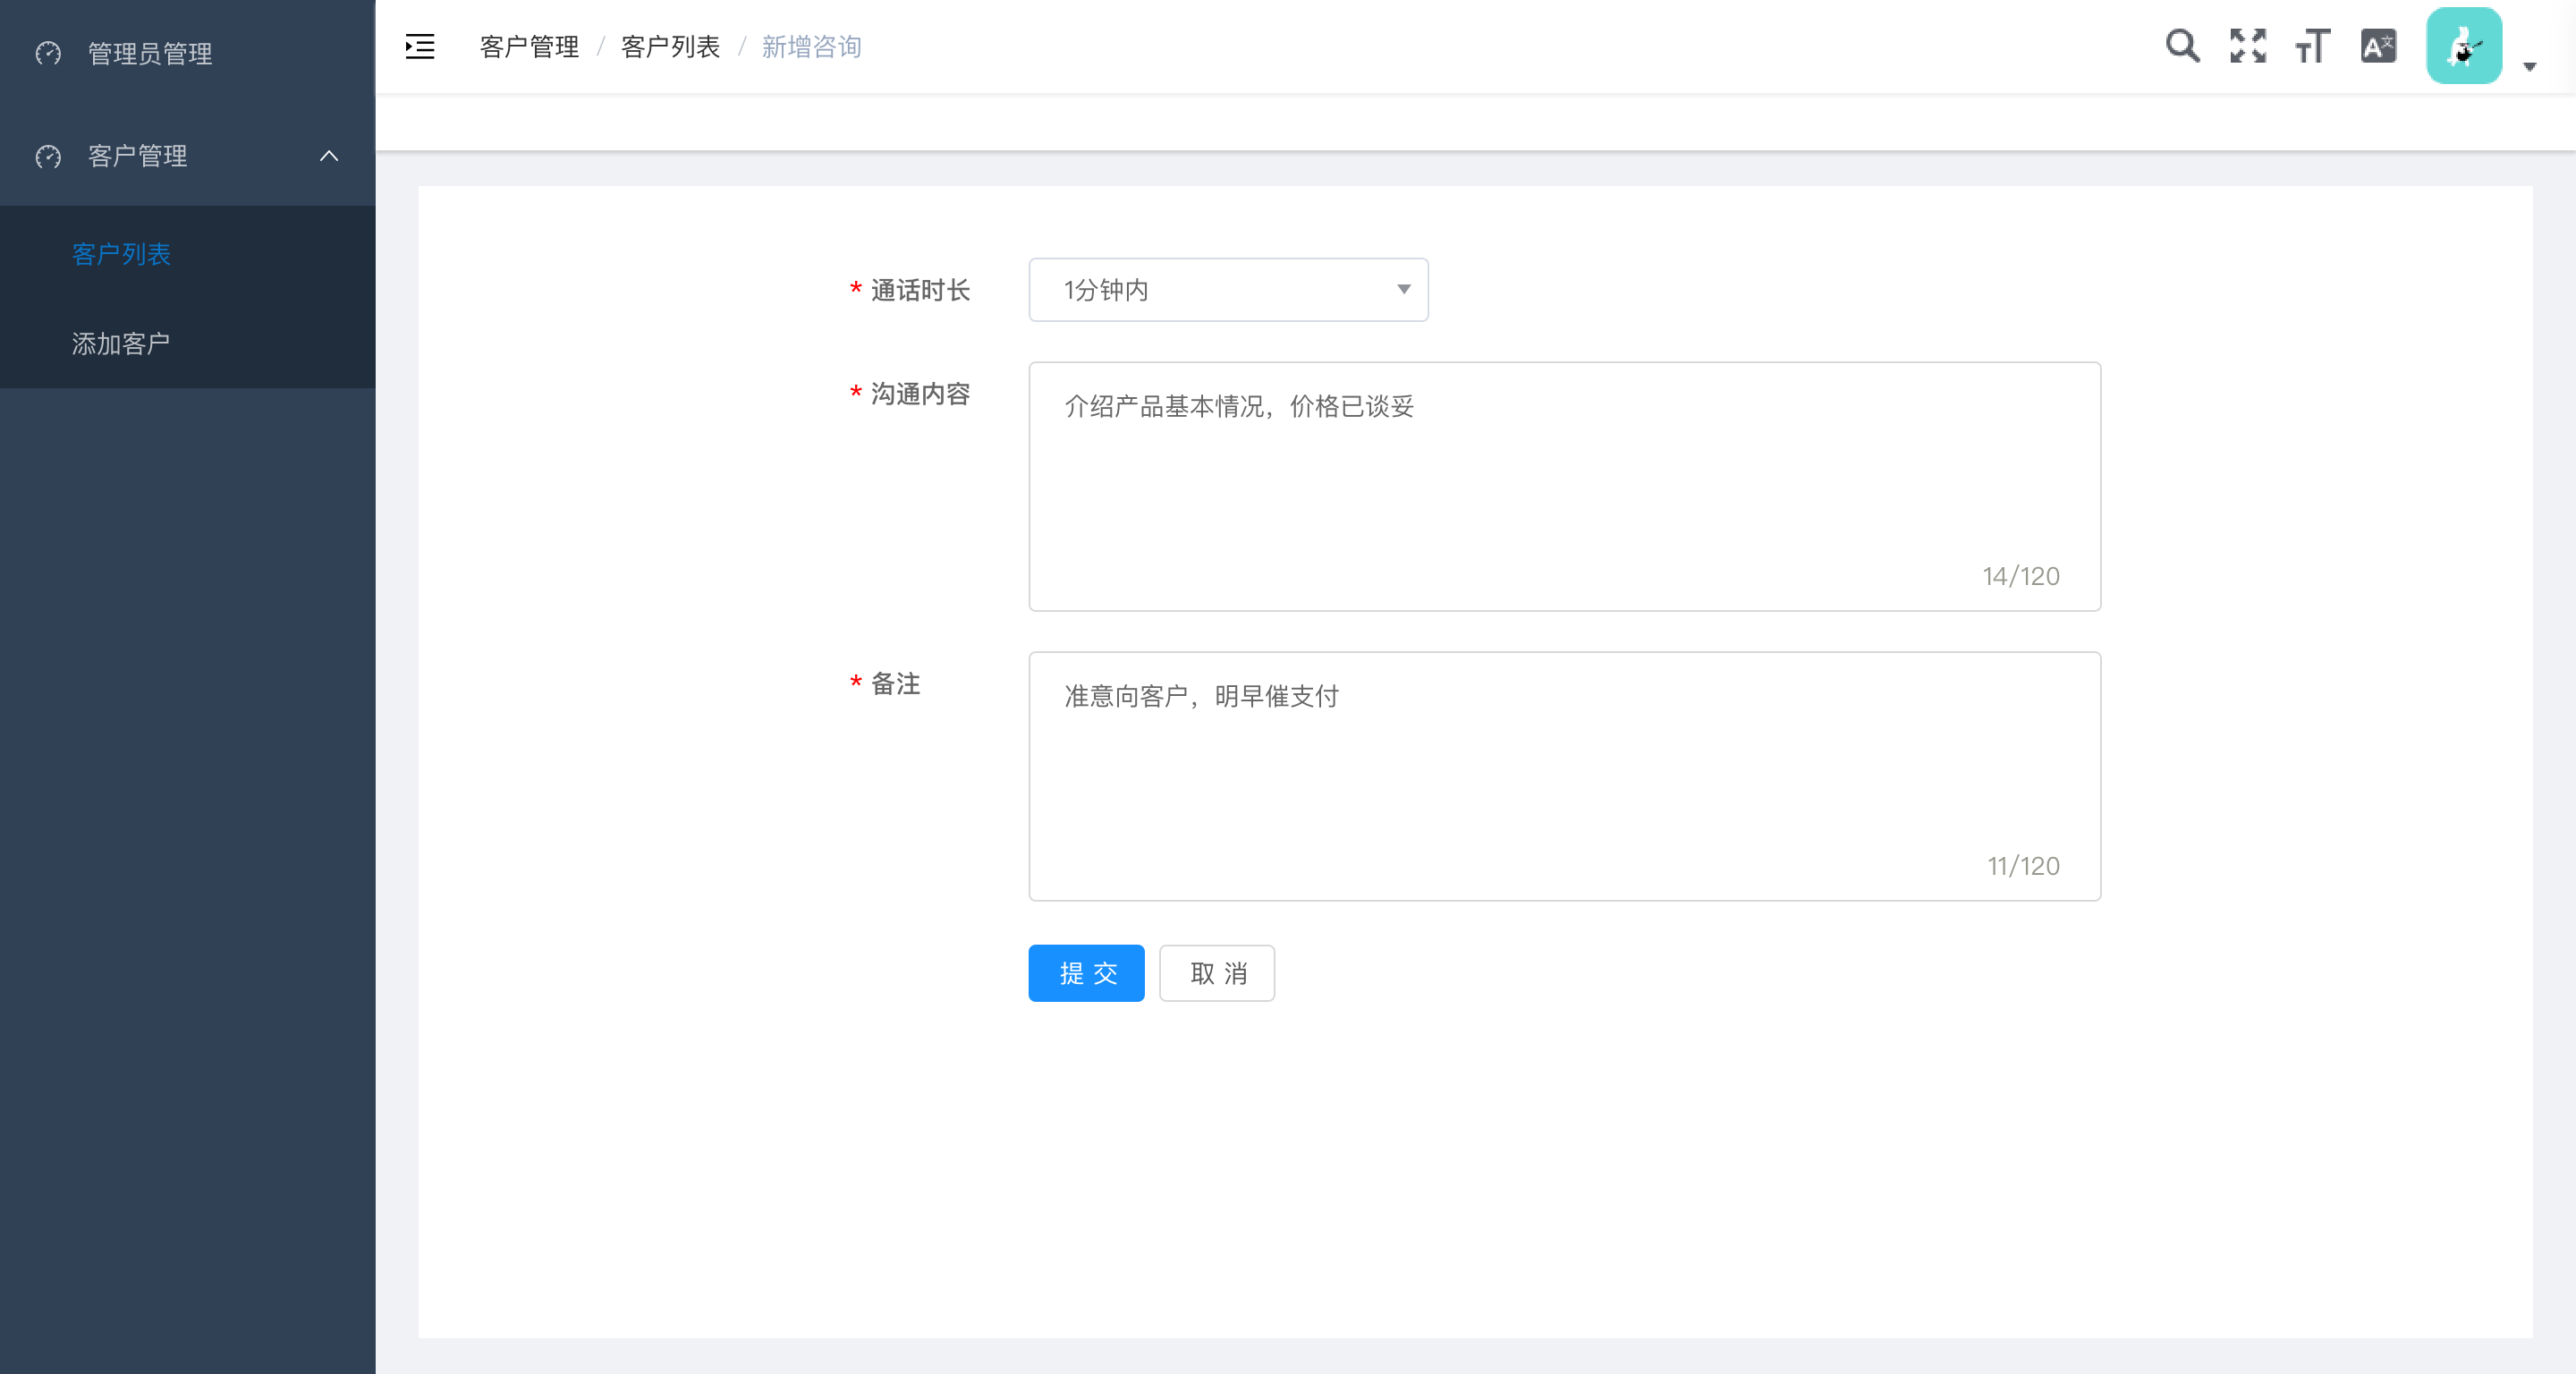 管理员管理
客户管理
客户列表
添加客户
客户管理 / 客户列表 / 新增咨询
* 通话时长
1分钟内
* 沟通内容
介绍产品基本情况，价格已谈妥
14/120
* 备注
准意向客户，明早催支付
11/120
提 交
取 消